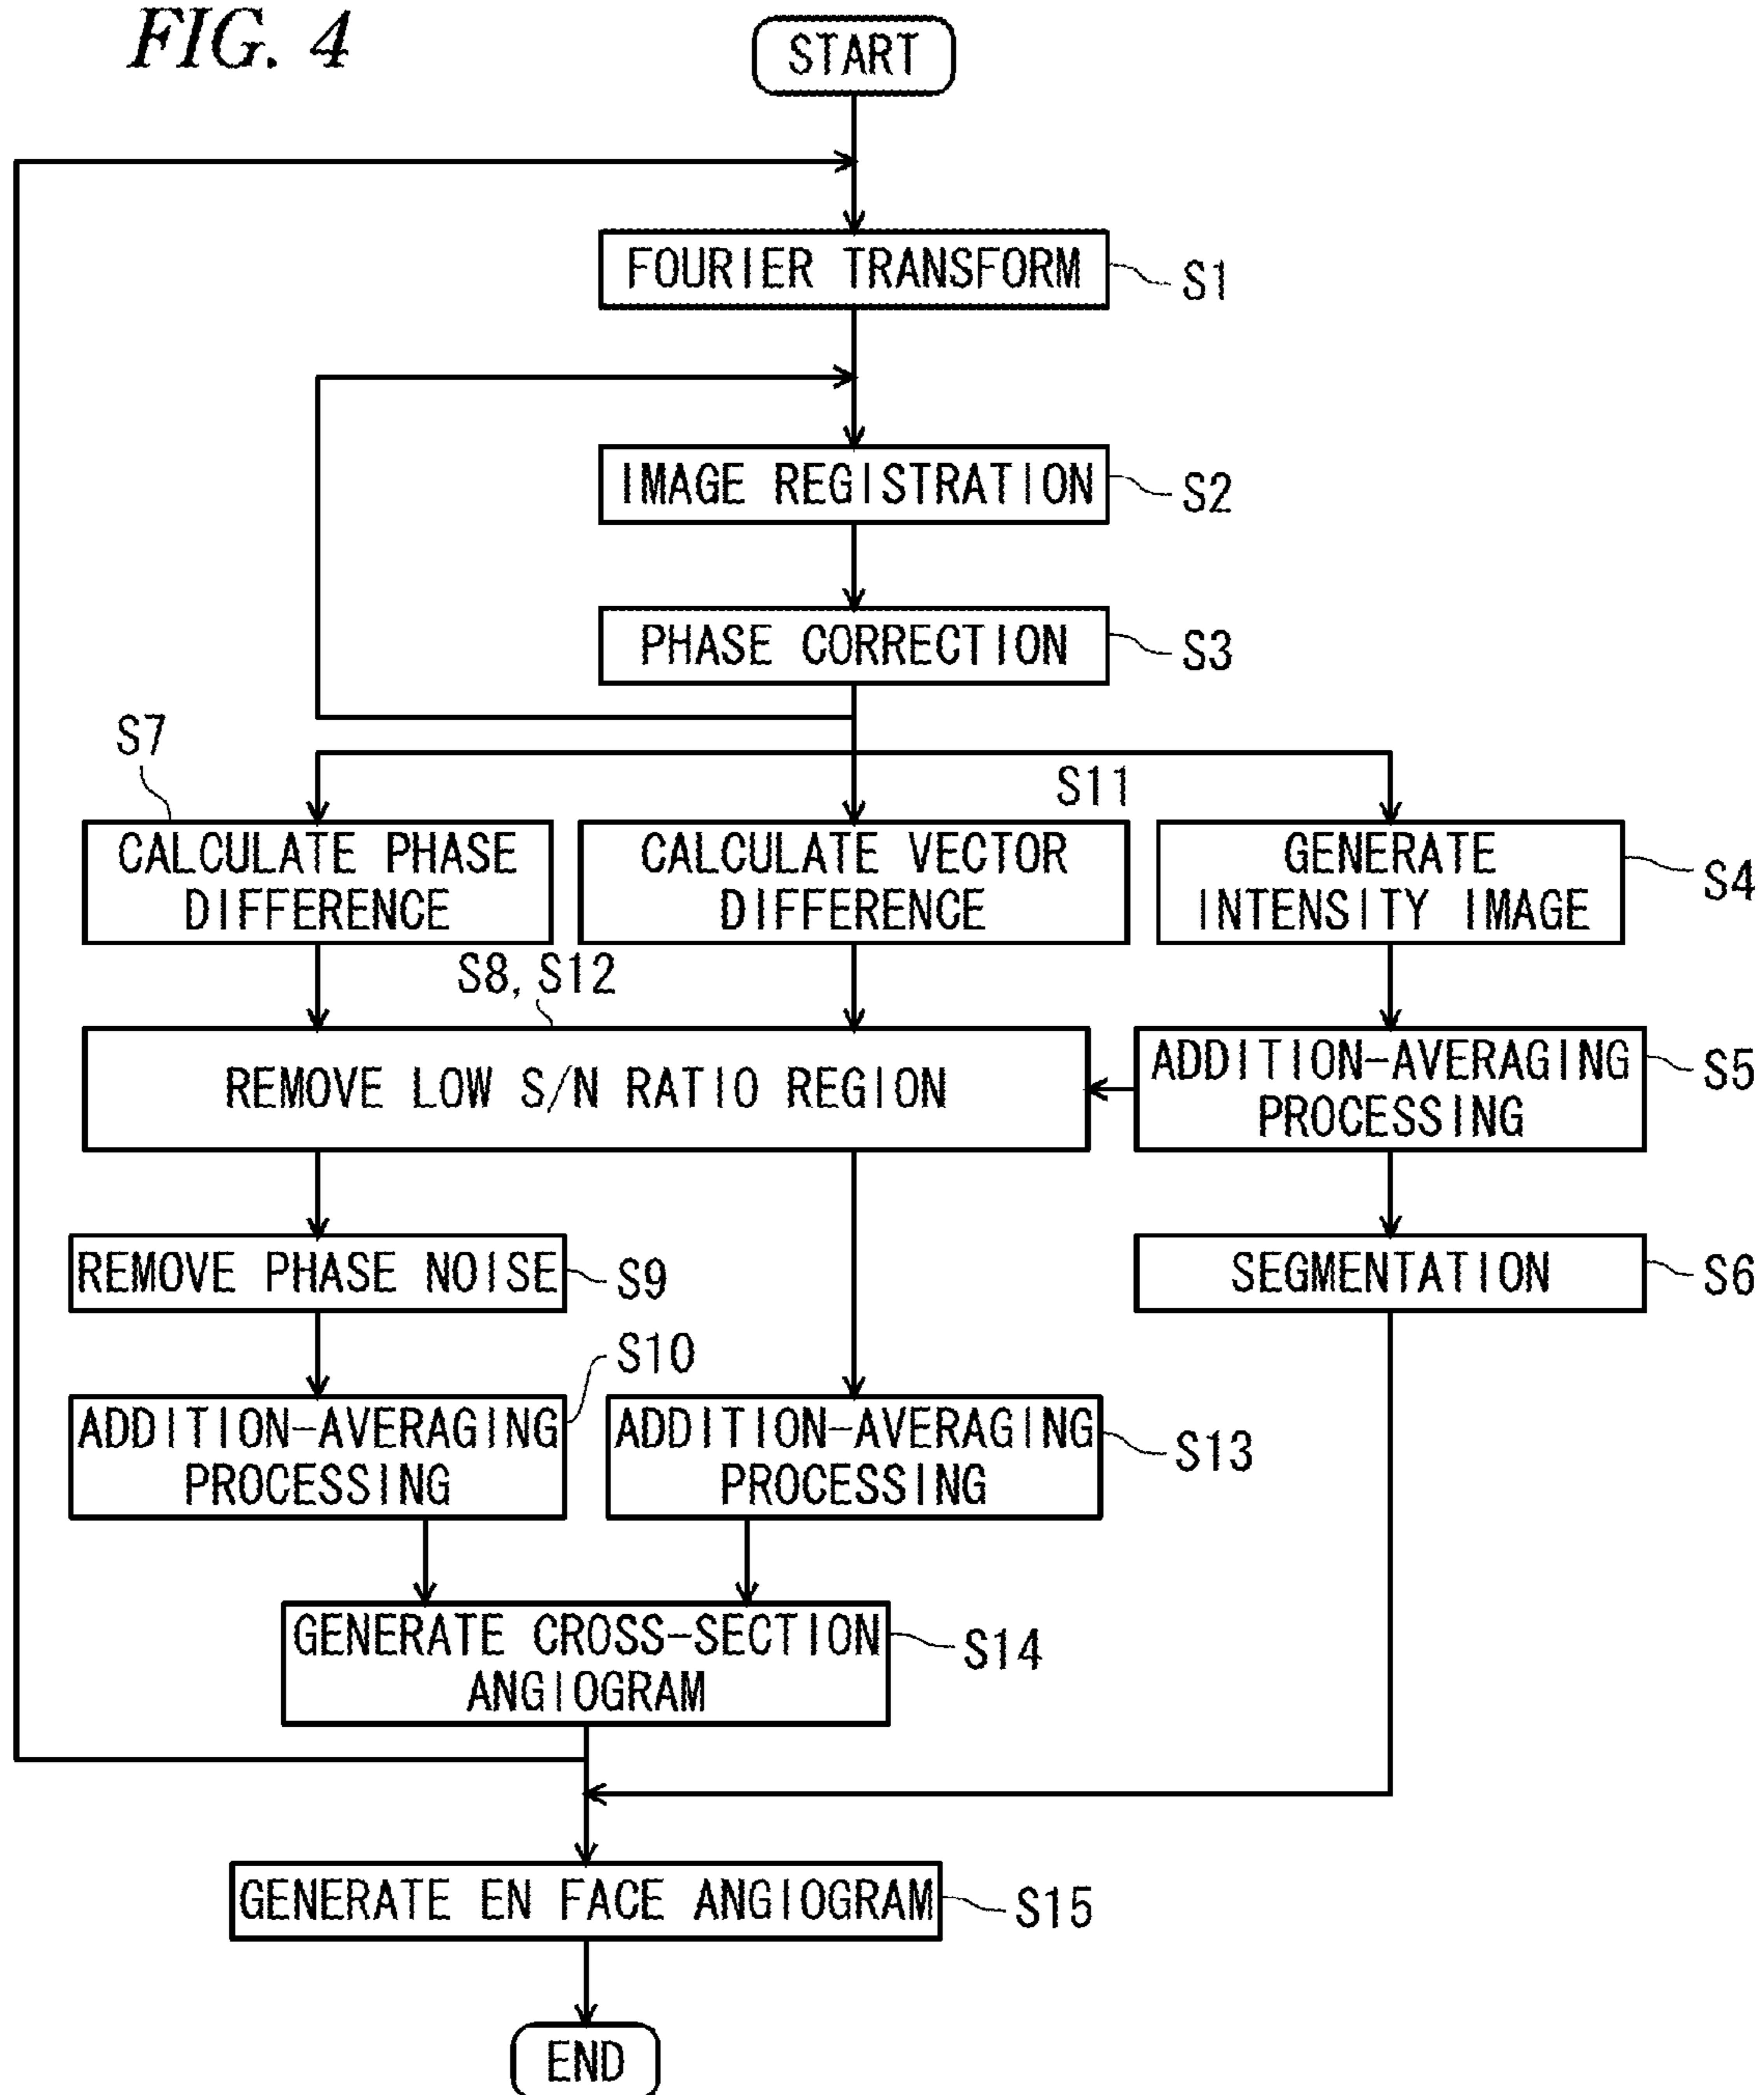 FIG. 4
START
FOURIER TRANSFORM
S1
IMAGE REGISTRATION
S2
PHASE CORRECTION
S3
S7
CALCULATE PHASE
DIFFERENCE
S11
CALCULATE VECTOR
DIFFERENCE
GENERATE
INTENSITY IMAGE
S4
S8, S12
REMOVE LOW S/N RATIO REGION
ADDITION-AVERAGING
PROCESSING
S5
REMOVE PHASE NOISE
S9
SEGMENTATION
S6
S10
ADDITION-AVERAGING
PROCESSING
ADDITION-AVERAGING
PROCESSING
S13
GENERATE CROSS-SECTION
ANGIOGRAM
S14
GENERATE EN FACE ANGIOGRAM
S15
END